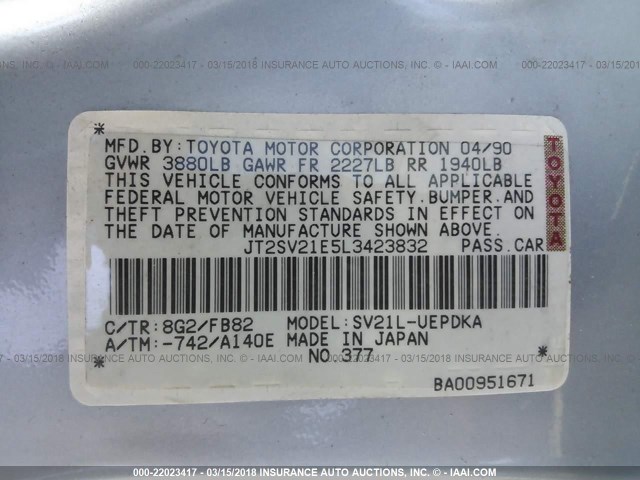 000-22023417 - 03/15/2018 INSURANCE AUTO AUCTIONS, INC. - © IAAI.COM
MFD.BY:TOYOTA MOTOR CORPORATION 04/90
GVWR 3880LB GAWR FR 2227LB RR 1940LB
THIS VEHICLE CONFORMS TO ALL APPLICABLE
FEDERAL MOTOR VEHICLE SAFETY.BUMPER.AND
THEFT PREVENTION STANDARDS IN EFFECT ON
THE DATE OF MANUFACTURE SHOWN ABOVE.
JT2SV21E5L3423832 PASS.CAR
TOYOTA
C/TR:8G2/FB82 MODEL:SV21L-UEPDKA
A/TM:-742/A140E MADE IN JAPAN
NO.377
BA00951671
000-22023417 - 03/15/2018 INSURANCE AUTO AUCTIONS, INC. - © IAAI.COM